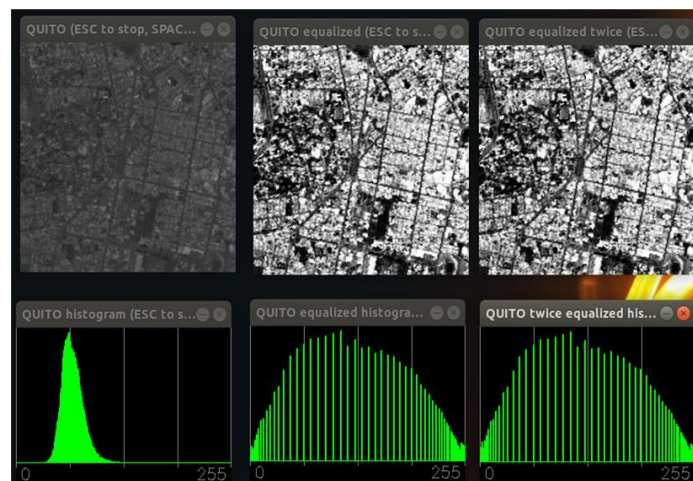 QUITO (ESC to stop, SPAC...
QUITO equalized (ESC to s...
QUITO equalized twice (ES...
QUITO histogram (ESC to s...
QUITO equalized histogra...
QUITO twice equalized his...
0 255
0 255
0 255